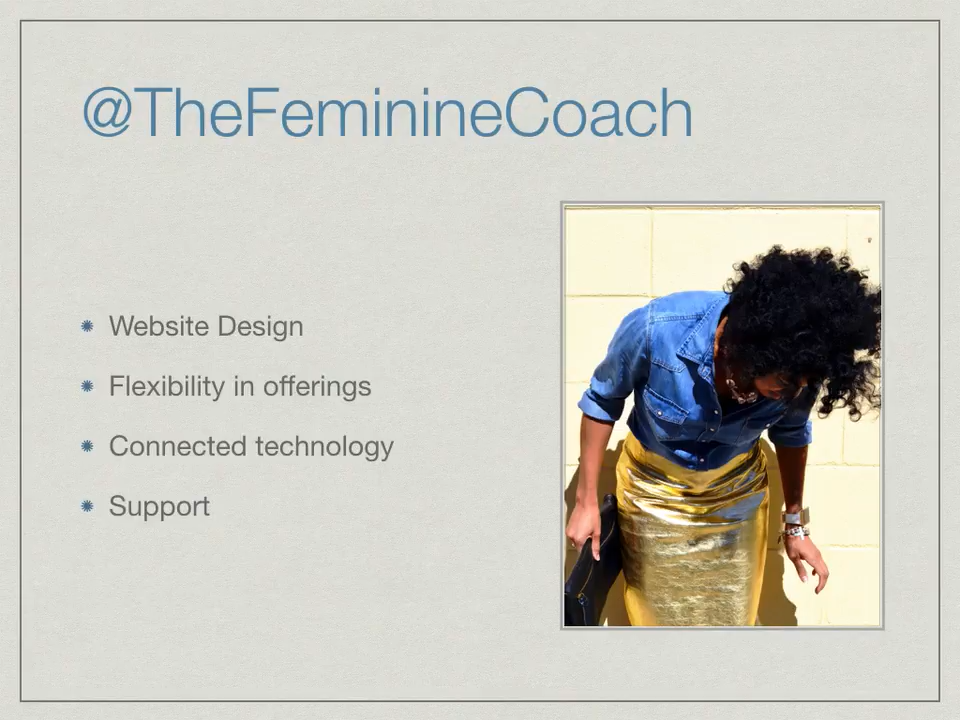 @TheFeminineCoach
Website Design
Flexibility in offerings
Connected technology
Support